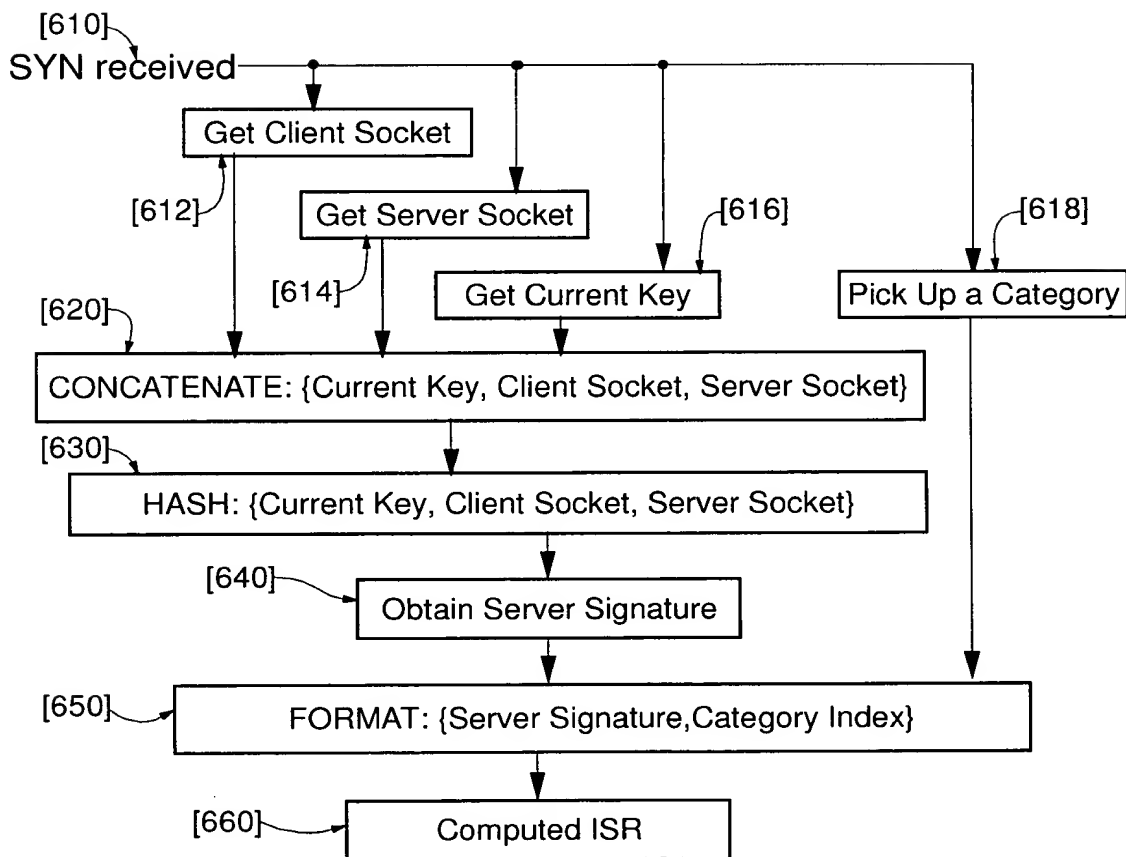 [610]
SYN received
Get Client Socket
[612]
Get Server Socket
[616]
[618]
[614]
Get Current Key
Pick Up a Category
[620]
CONCATENATE: {Current Key, Client Socket, Server Socket}
[630]
HASH: {Current Key, Client Socket, Server Socket}
[640]
Obtain Server Signature
[650]
FORMAT: {Server Signature,Category Index}
[660]
Computed ISR